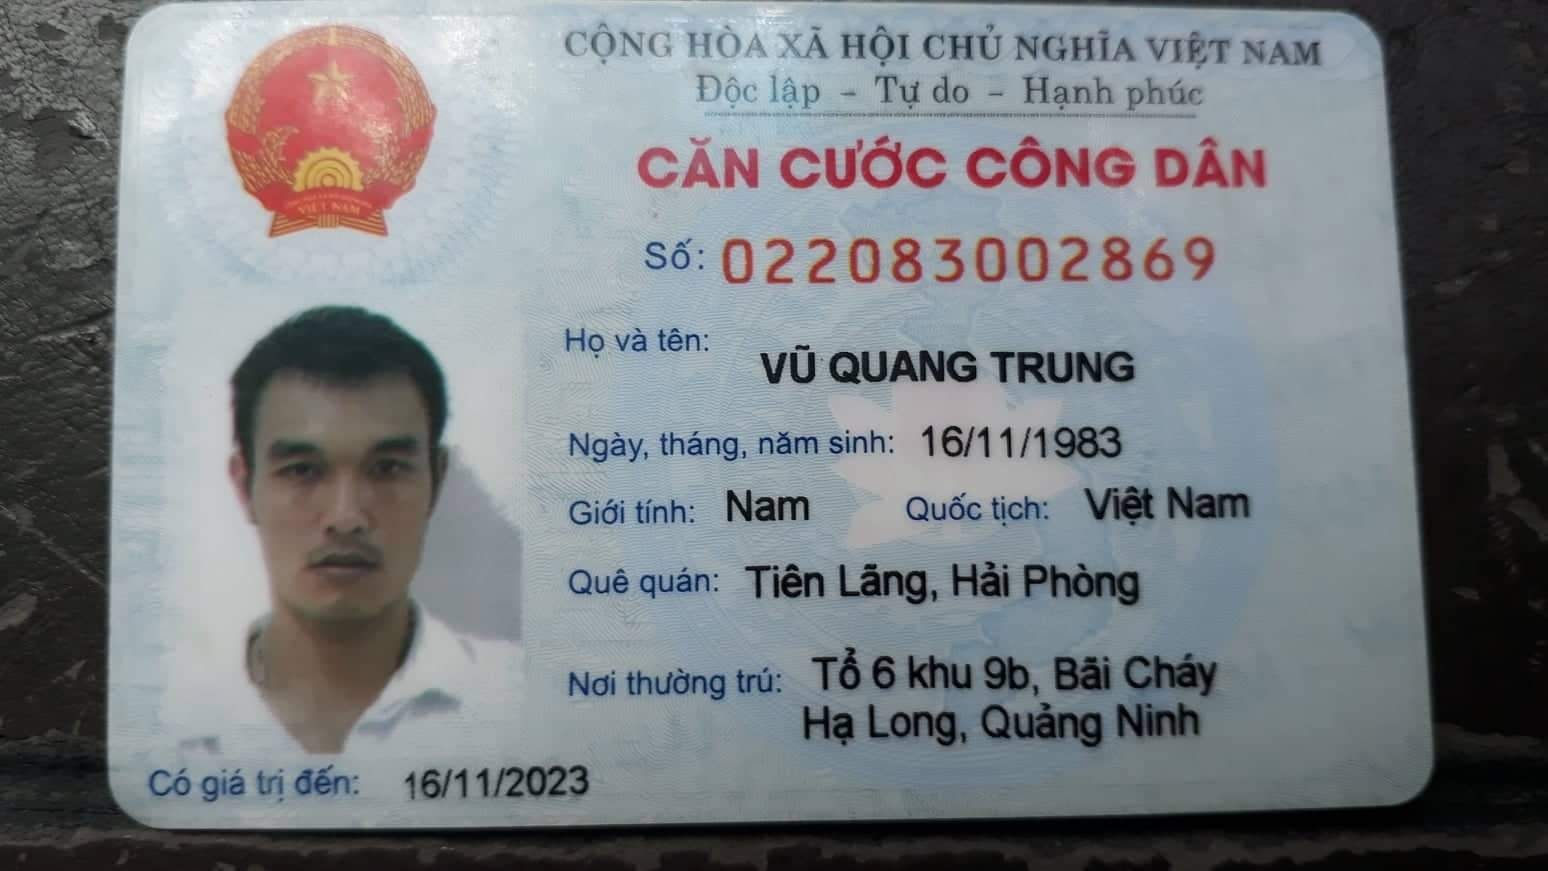 CỘNG HÒA XÃ HỘI CHỦ NGHĨA VIỆT NAM
Độc lập - Tự do - Hạnh phúc
CĂN CƯỚC CÔNG DÂN
Số: 022083002869
Họ và tên: VŨ QUANG TRUNG
Ngày, tháng, năm sinh: 16/11/1983
Giới tính: Nam Quốc tịch: Việt Nam
Quê quán: Tiên Lãng, Hải Phòng
Nơi thường trú: Tổ 6 khu 9b, Bãi Cháy
Hạ Long, Quảng Ninh
Có giá trị đến: 16/11/2023
VIỆT NAM